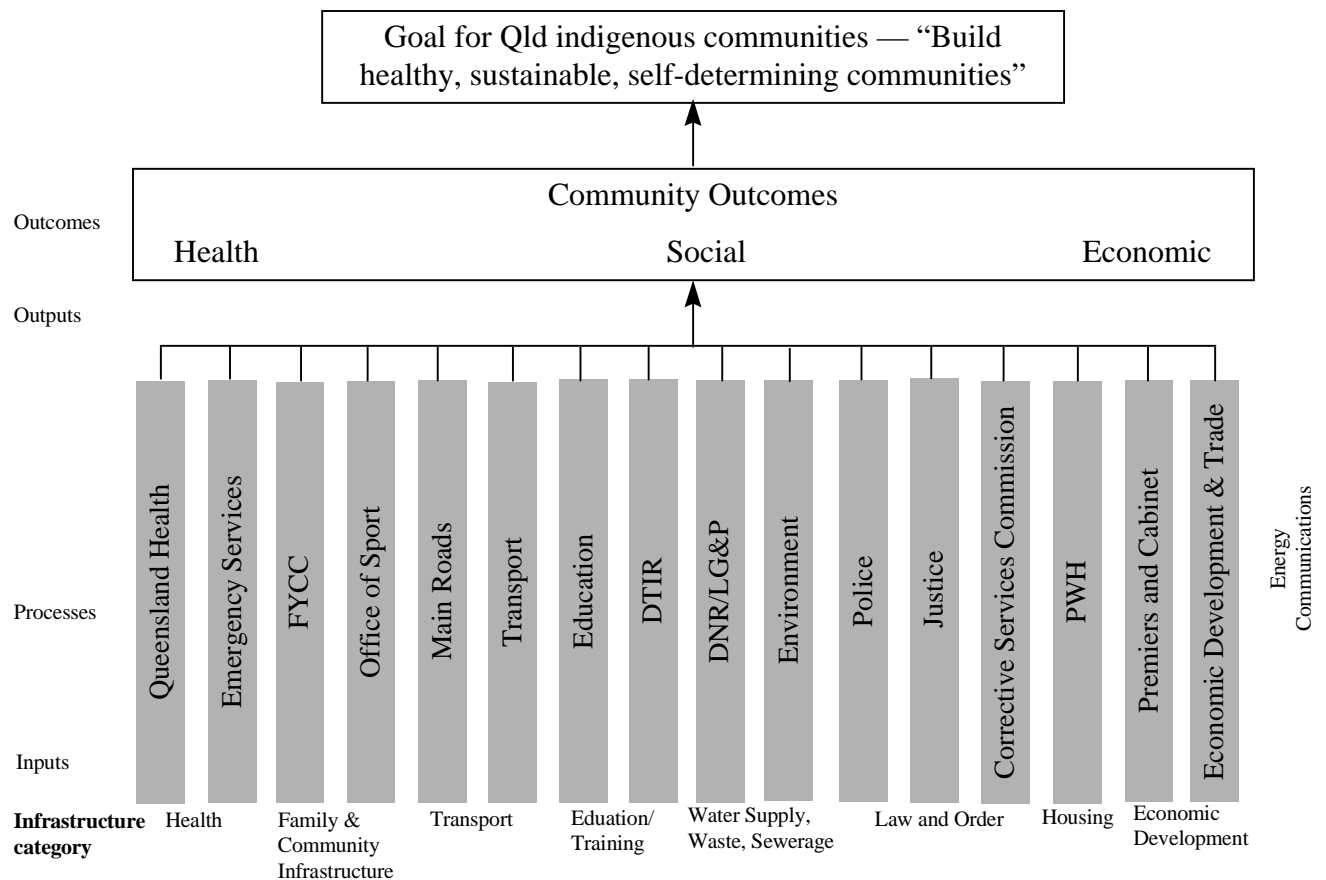 Goal for Qld indigenous communities — “Build
healthy, sustainable, self-determining communities”
Community Outcomes
Outcomes
Health
Social
Economic
Outputs
Queensland Health
Emergency Services
FYCC
Office of Sport
Main Roads
Transport
Education
DTIR
DNR/LG&P
Environment
Police
Justice
Corrective Services Commission
PWH
Premiers and Cabinet
Economic Development & Trade
Energy
Communications
Processes
Inputs
Infrastructure
category
Health
Family &
Community
Infrastructure
Transport
Eduation/
Training
Water Supply,
Waste, Sewerage
Law and Order
Housing
Economic
Development